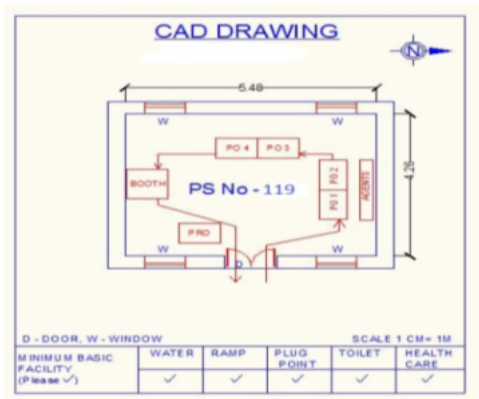 CAD DRAWING
N
5.48
W W
PO 4 PO 3
BOOTH
PS No - 119
PO 1 PO 2
AGENTS
4.26
PRO
W D W
D - DOOR, W - WINDOW
SCALE 1 CM= 1M
MINIMUM BASIC FACILITY (Please ✓)
WATER RAMP PLUG POINT TOILET HEALTH CARE
✓ ✓ ✓ ✓ ✓